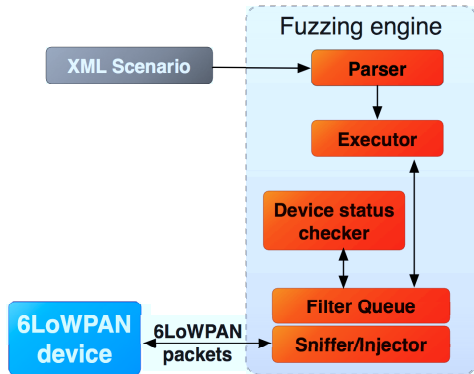 Fuzzing engine
XML Scenario
Parser
Executor
Device status
checker
Filter Queue
Sniffer/Injector
6LoWPAN
device
6LoWPAN
packets